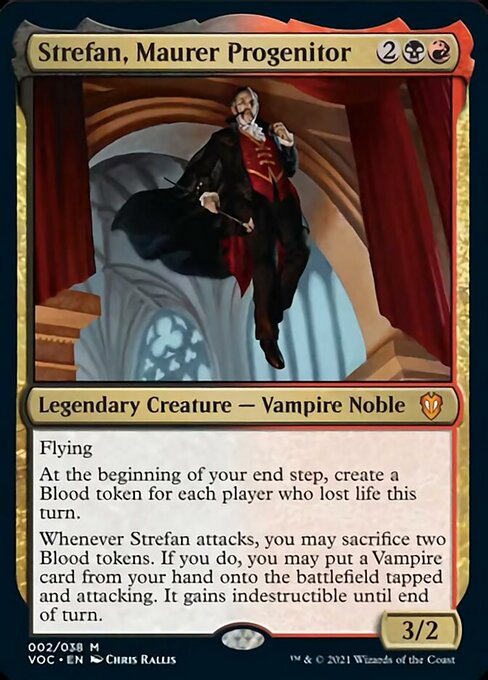 Strefan, Maurer Progenitor 2
Legendary Creature — Vampire Noble
Flying
At the beginning of your end step, create a
Blood token for each player who lost life this
turn.
Whenever Strefan attacks, you may sacrifice two
Blood tokens. If you do, you may put a Vampire
card from your hand onto the battlefield tapped
and attacking. It gains indestructible until end
of turn.
3/2
002/038 M
VOC • EN Chris Rallis
™ & © 2021 Wizards of the Coast